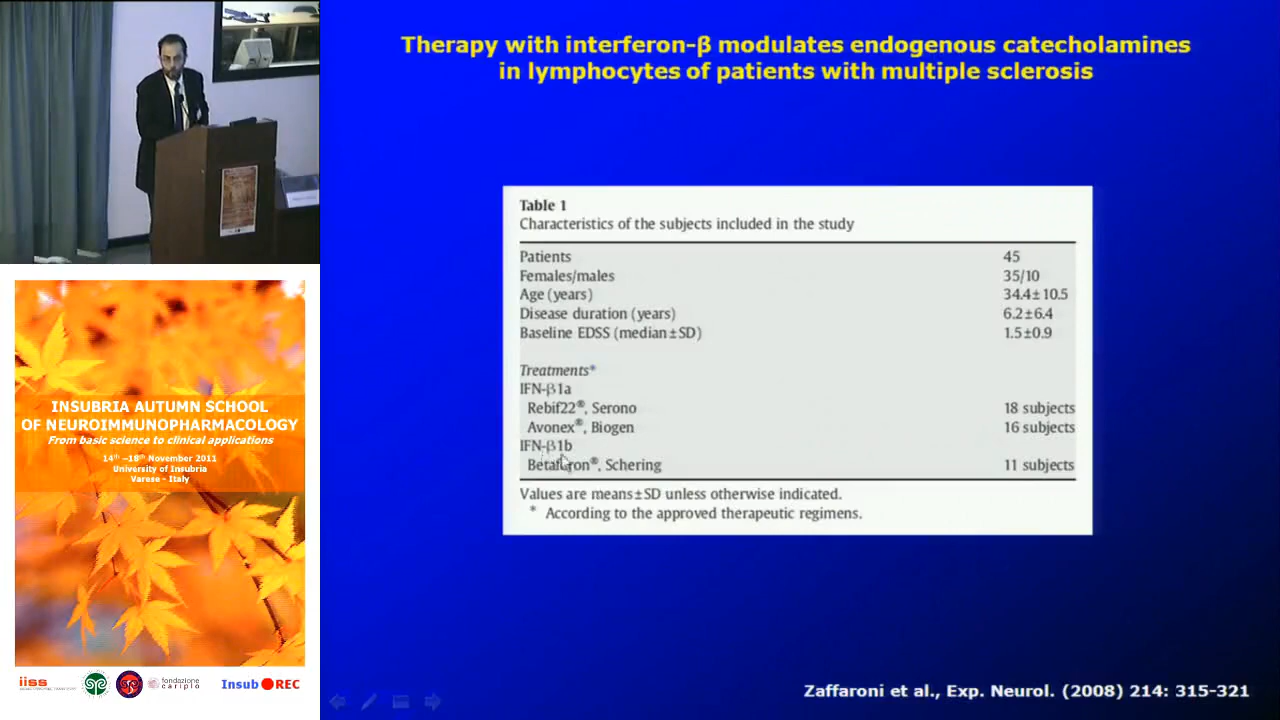 Therapy with interferon-β modulates endogenous catecholamines
in lymphocytes of patients with multiple sclerosis
Table 1
Characteristics of the subjects included in the study
Patients 45
Females/males 35/10
Age (years) 34.4±10.5
Disease duration (years) 6.2±6.4
Baseline EDSS (median±SD) 1.5±0.9
Treatments*
IFN-β1a
Rebif22®, Serono 18 subjects
Avonex®, Biogen 16 subjects
IFN-β1b
Betaferon®, Schering 11 subjects
Values are means±SD unless otherwise indicated.
* According to the approved therapeutic regimens.
Zaffaroni et al., Exp. Neurol. (2008) 214: 315-321
INSUBRIA AUTUMN SCHOOL
OF NEUROIMMUNOPHARMACOLOGY
From basic science to clinical applications
14th –18th November 2011
University of Insubria
Varese - Italy
iiss
fondazione
cariplo
Insub REC